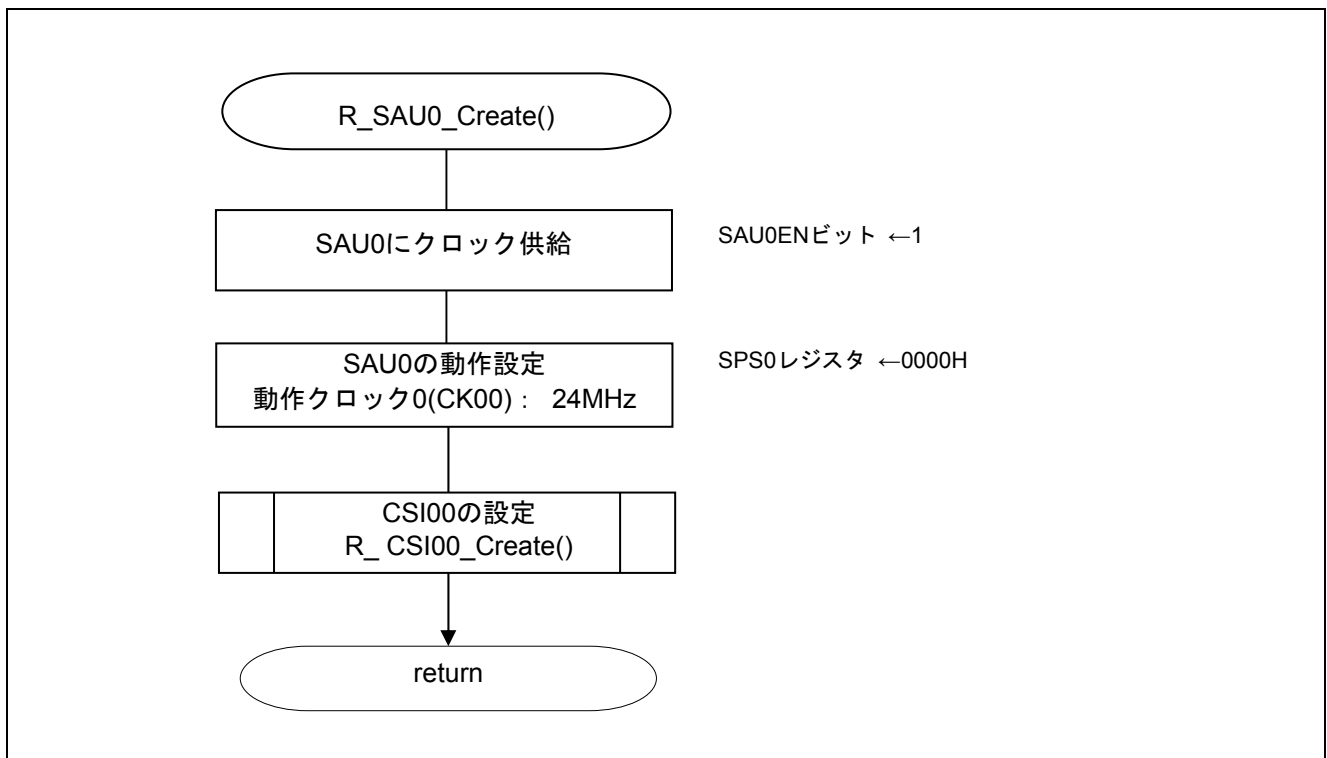 R_SAU0_Create()
SAU0にクロック供給
SAU0ENビット ←1
SAU0の動作設定
動作クロック0(CK00)： 24MHz
SPS0レジスタ ←0000H
CSI00の設定
R_ CSI00_Create()
return